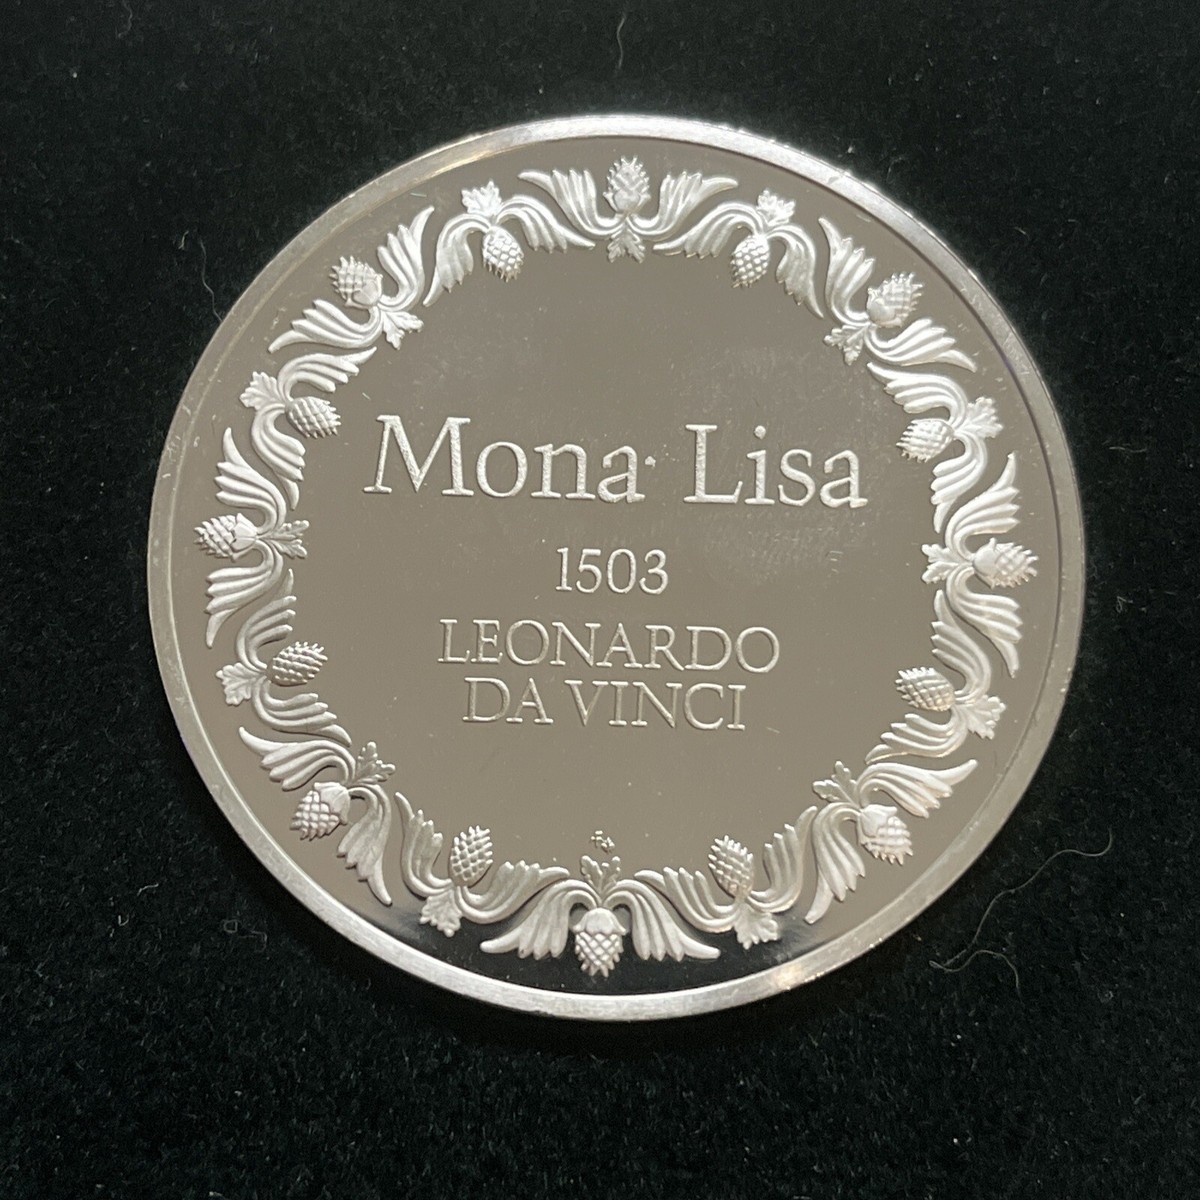 Mona Lisa
1503
LEONARDO
DA VINCI